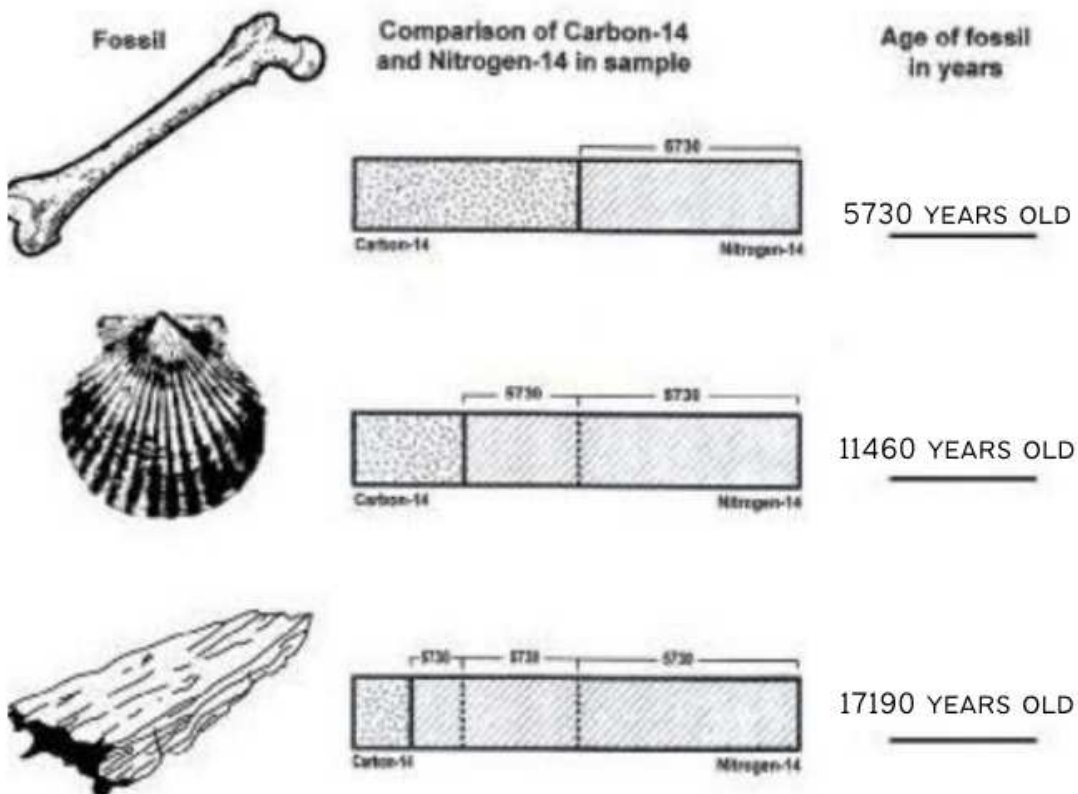 Fossil
Comparison of Carbon-14
and Nitrogen-14 in sample
Age of fossil
in years
5730
Carbon-14
Nitrogen-14
5730 YEARS OLD
5730
5730
Carbon-14
Nitrogen-14
11460 YEARS OLD
5730
5730
5730
Carbon-14
Nitrogen-14
17190 YEARS OLD